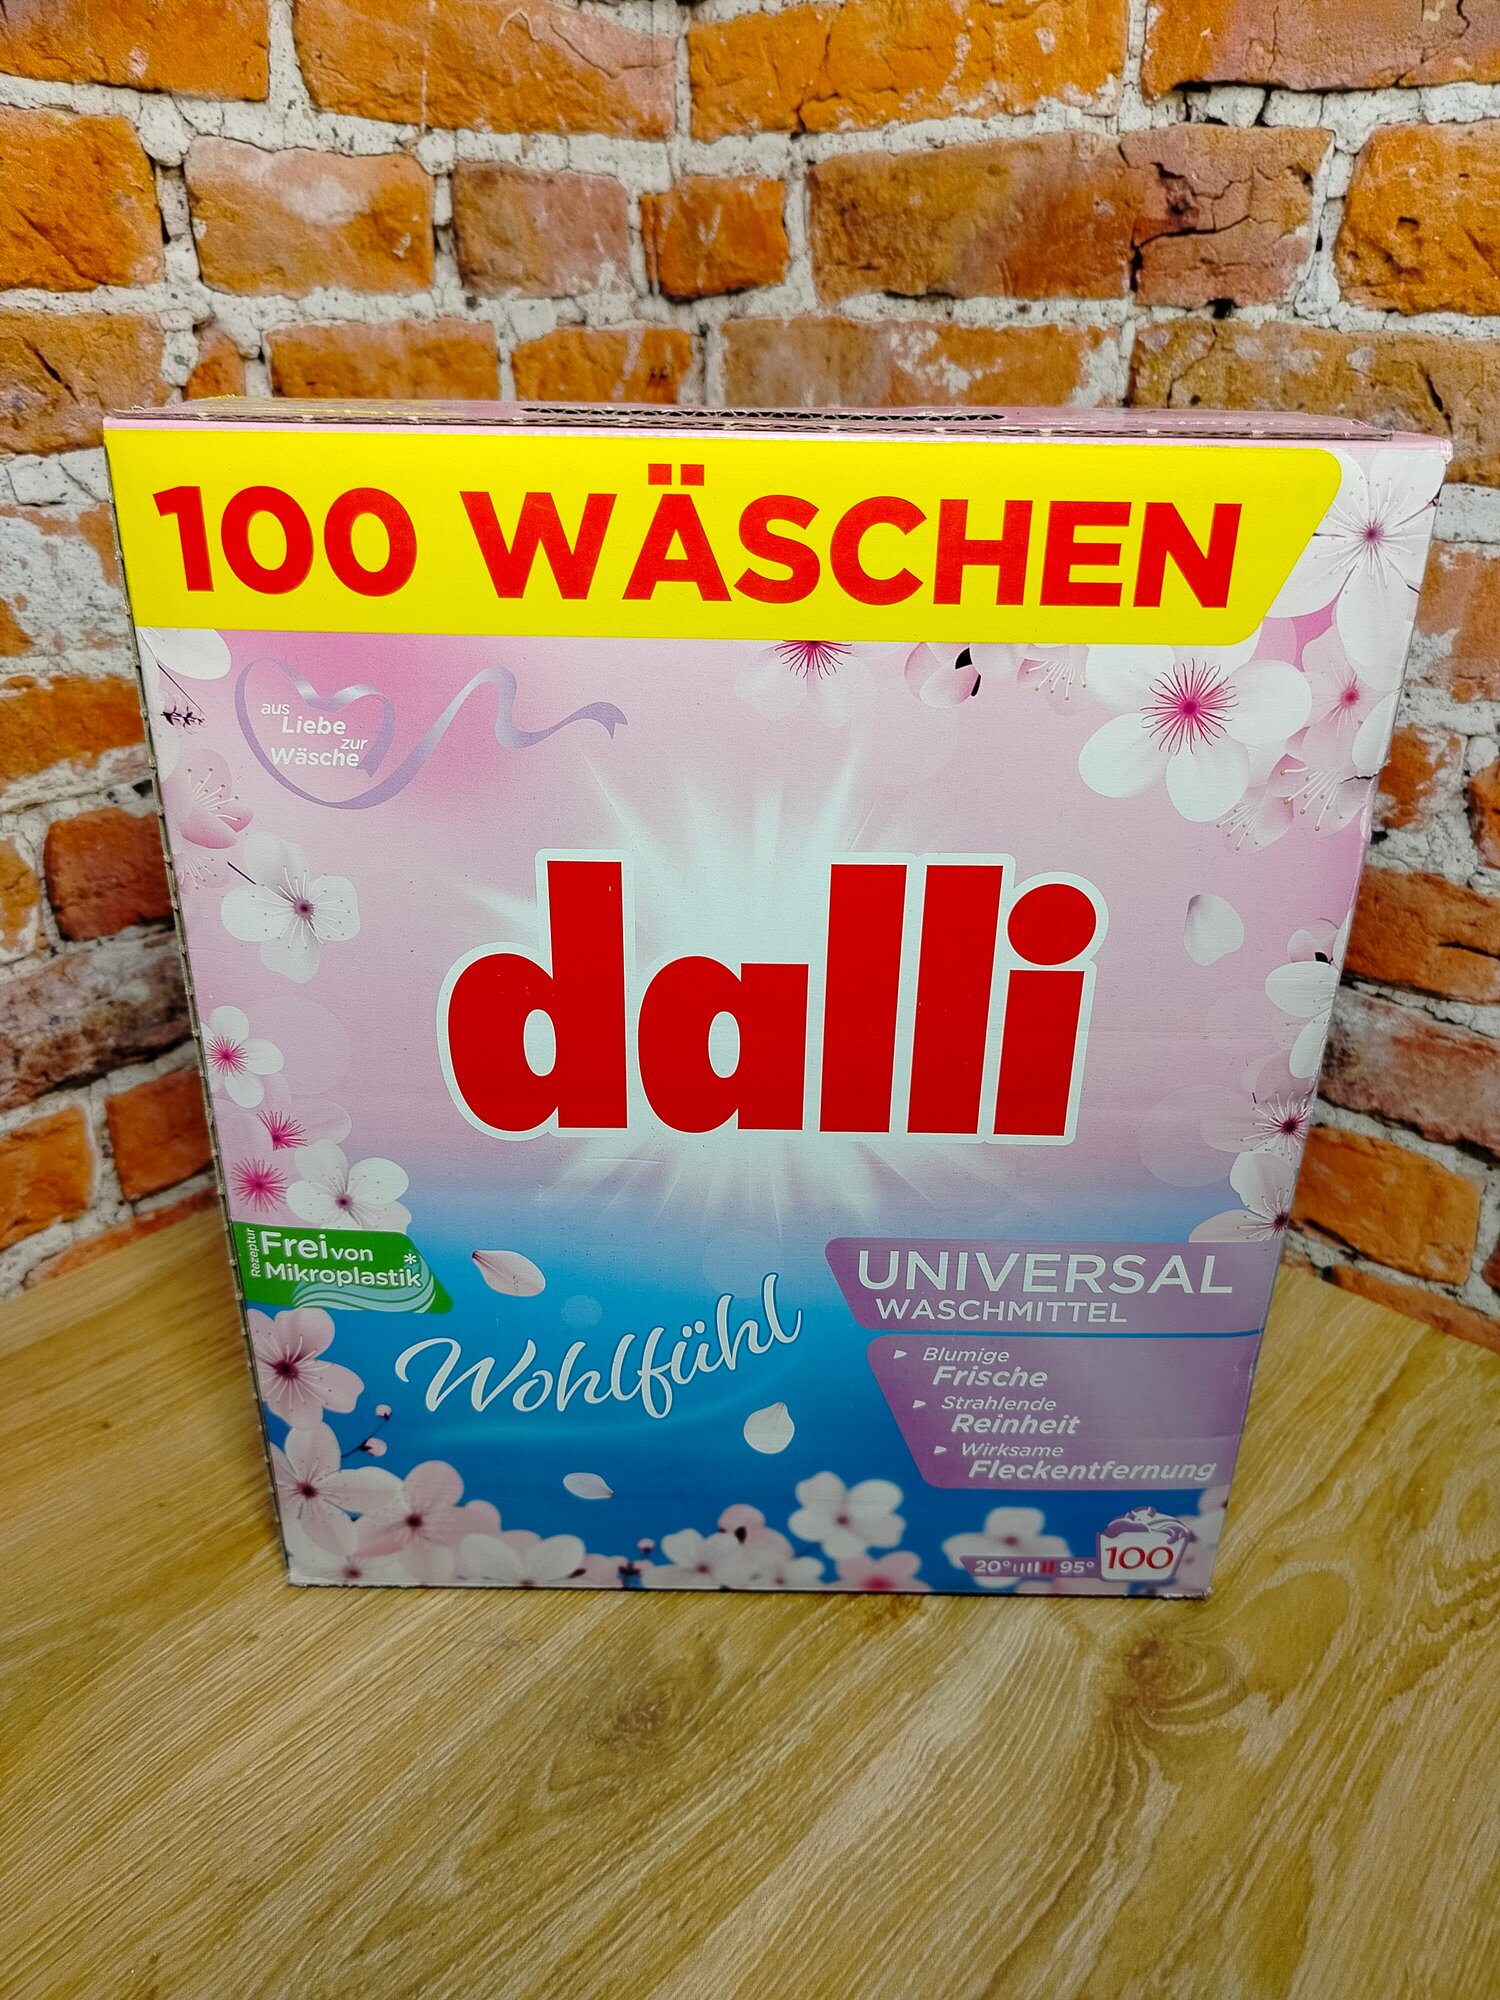 100 WÄSCHEN
aus
Liebe
zur
Wäsche
dalli
Rezeptur
Frei von
Mikroplastik*
Wohlfühl
UNIVERSAL
WASCHMITTEL
Blumige
Frische
Strahlende
Reinheit
Wirksame
Fleckentfernung
20° 95° 100